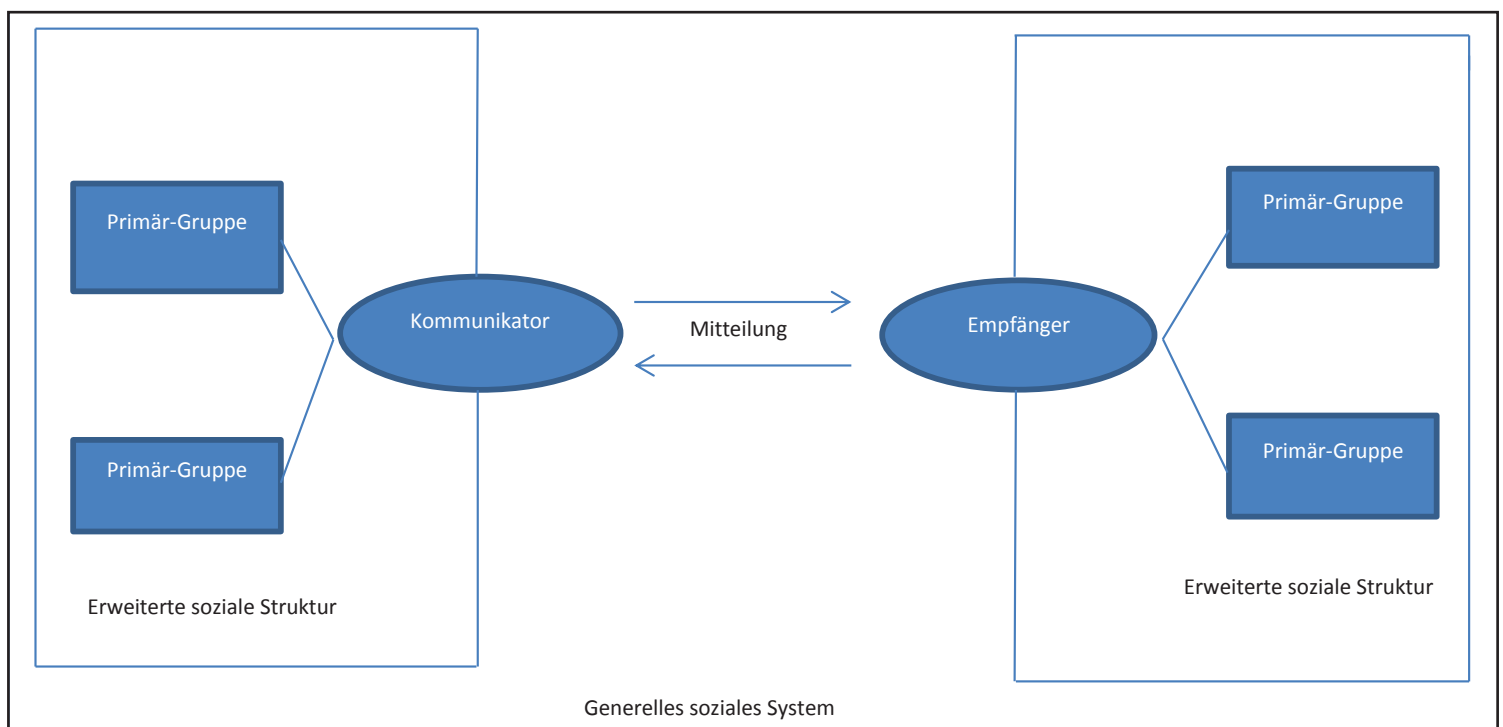 Primär-Gruppe
Primär-Gruppe
Kommunikator
Mitteilung
Empfänger
Primär-Gruppe
Primär-Gruppe
Erweiterte soziale Struktur
Erweiterte soziale Struktur
Generelles soziales System